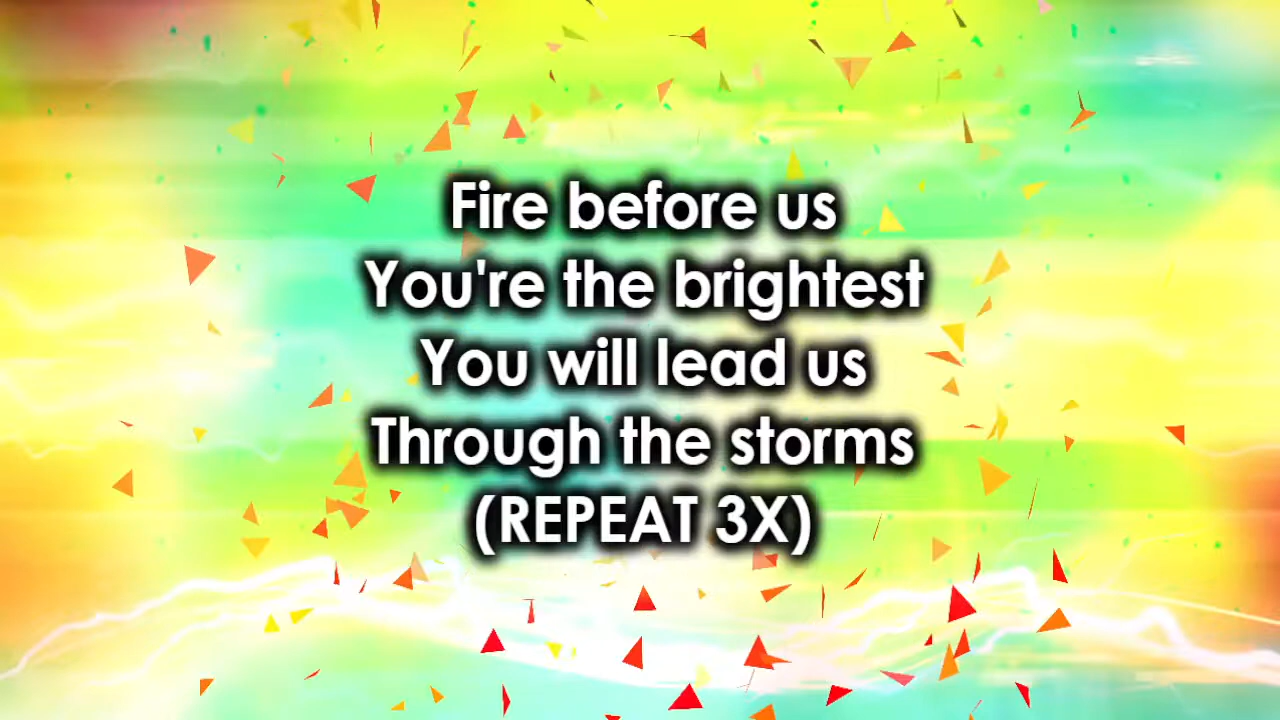 Fire before us
You're the brightest
You will lead us
Through the storms
(REPEAT 3X)